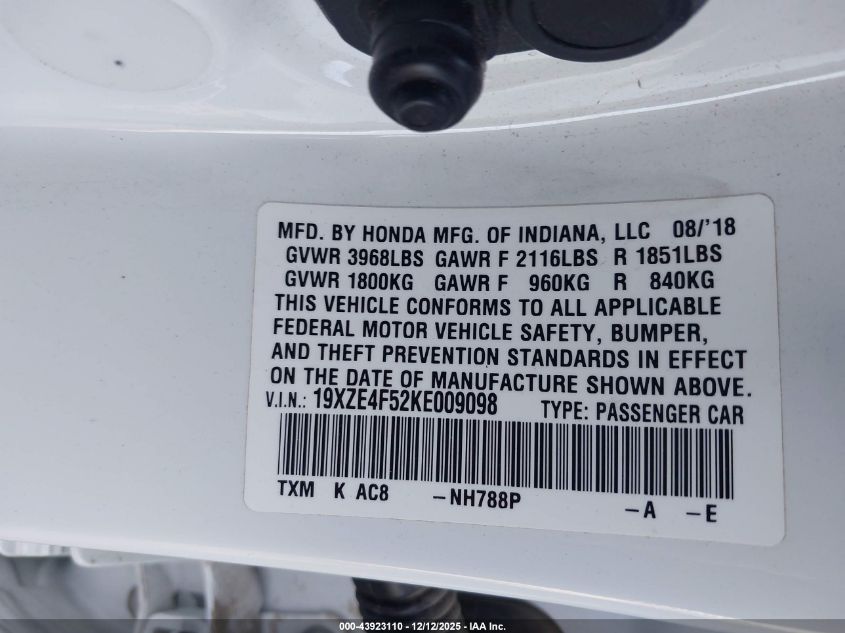 MFD. BY HONDA MFG. OF INDIANA, LLC 08/'18
GVWR 3968LBS GAWR F 2116LBS R 1851LBS
GVWR 1800KG GAWR F 960KG R 840KG
THIS VEHICLE CONFORMS TO ALL APPLICABLE
FEDERAL MOTOR VEHICLE SAFETY, BUMPER,
AND THEFT PREVENTION STANDARDS IN EFFECT
ON THE DATE OF MANUFACTURE SHOWN ABOVE.
V.I.N.: 19XZE4F52KE009098 TYPE: PASSENGER CAR
TXM K AC8 -NH788P -A -E
000-43923110 - 12/12/2025 - IAA Inc.